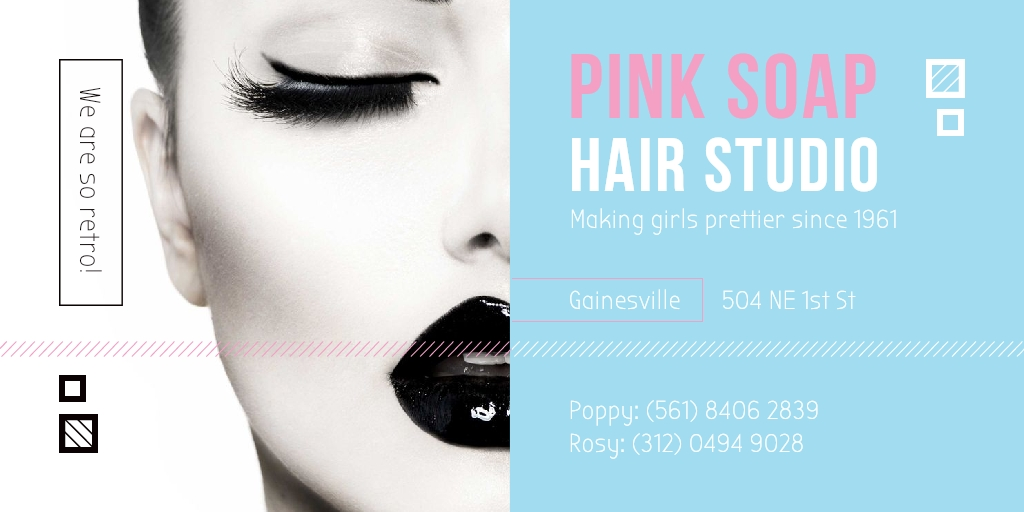 We are so retro!
PINK SOAP
HAIR STUDIO
Making girls prettier since 1961
Gainesville 504 NE 1st St
Poppy: (561) 8406 2839
Rosy: (312) 0494 9028